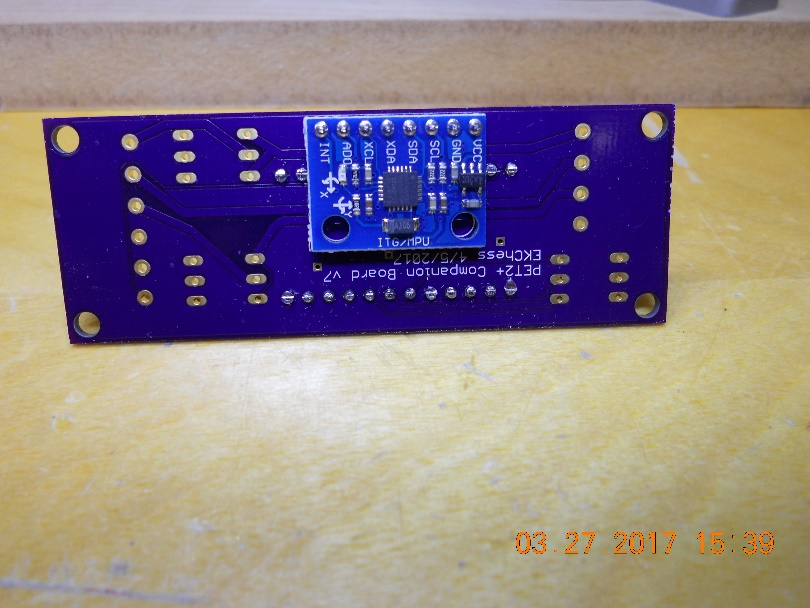 INT
ADO
XCL
XDA
SDA
SCL
GND
VCC
X
Y
ITG/MPU
PET2+ Companion Board v7
EKChess 4/5/2017
03.27 2017 15:39